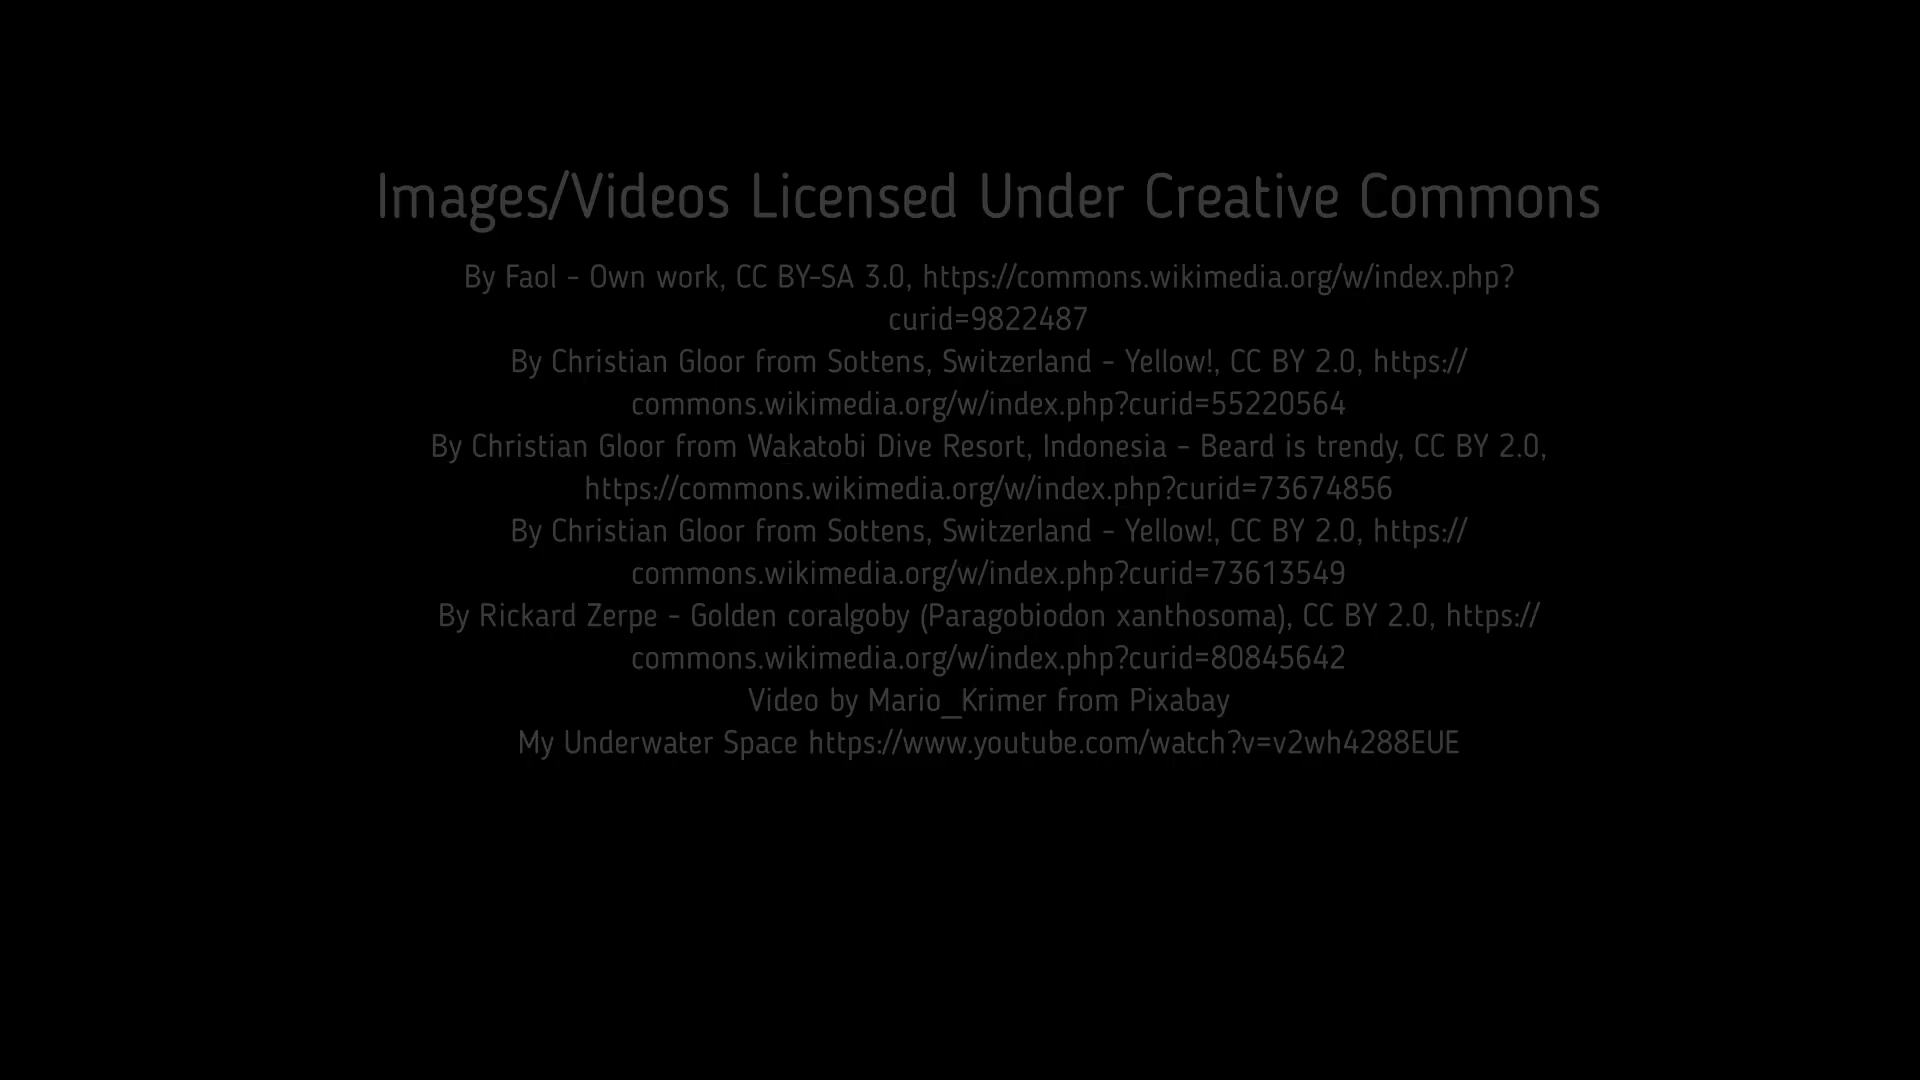 Images/Videos Licensed Under Creative Commons
By Faol - Own work, CC BY-SA 3.0, https://commons.wikimedia.org/w/index.php?
curid=9822487
By Christian Gloor from Sottens, Switzerland - Yellow!, CC BY 2.0, https://
commons.wikimedia.org/w/index.php?curid=55220564
By Christian Gloor from Wakatobi Dive Resort, Indonesia - Beard is trendy, CC BY 2.0,
https://commons.wikimedia.org/w/index.php?curid=73674856
By Christian Gloor from Sottens, Switzerland - Yellow!, CC BY 2.0, https://
commons.wikimedia.org/w/index.php?curid=73613549
By Rickard Zerpe - Golden coralgoby (Paragobiodon xanthosoma), CC BY 2.0, https://
commons.wikimedia.org/w/index.php?curid=80845642
Video by Mario_Krimer from Pixabay
My Underwater Space https://www.youtube.com/watch?v=v2wh4288EUE